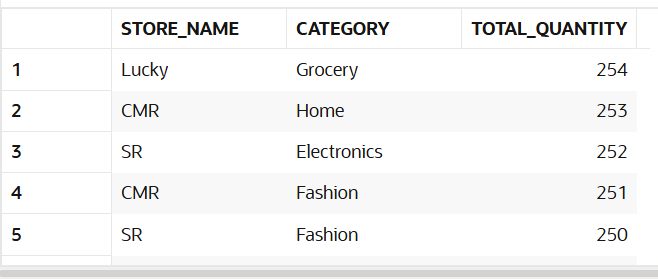 STORE_NAME CATEGORY TOTAL_QUANTITY
1 Lucky Grocery 254
2 CMR Home 253
3 SR Electronics 252
4 CMR Fashion 251
5 SR Fashion 250